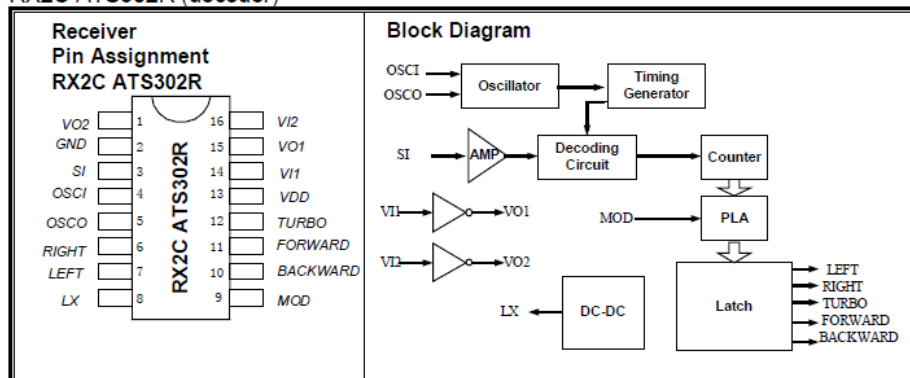 RX2C ATS302R (decoder)
Receiver
Pin Assignment
RX2C ATS302R
VO2 1 16 VI2
GND 2 15 VO1
SI 3 14 VI1
OSCI 4 13 VDD
OSCO 5 12 TURBO
RIGHT 6 11 FORWARD
LEFT 7 10 BACKWARD
LX 8 9 MOD
RX2C ATS302R
Block Diagram
OSCI
OSCO
Oscillator
Timing
Generator
SI
AMP
Decoding
Circuit
Counter
VI1
VO1
MOD
PLA
VI2
VO2
LX
DC-DC
Latch
LEFT
RIGHT
TURBO
FORWARD
BACKWARD